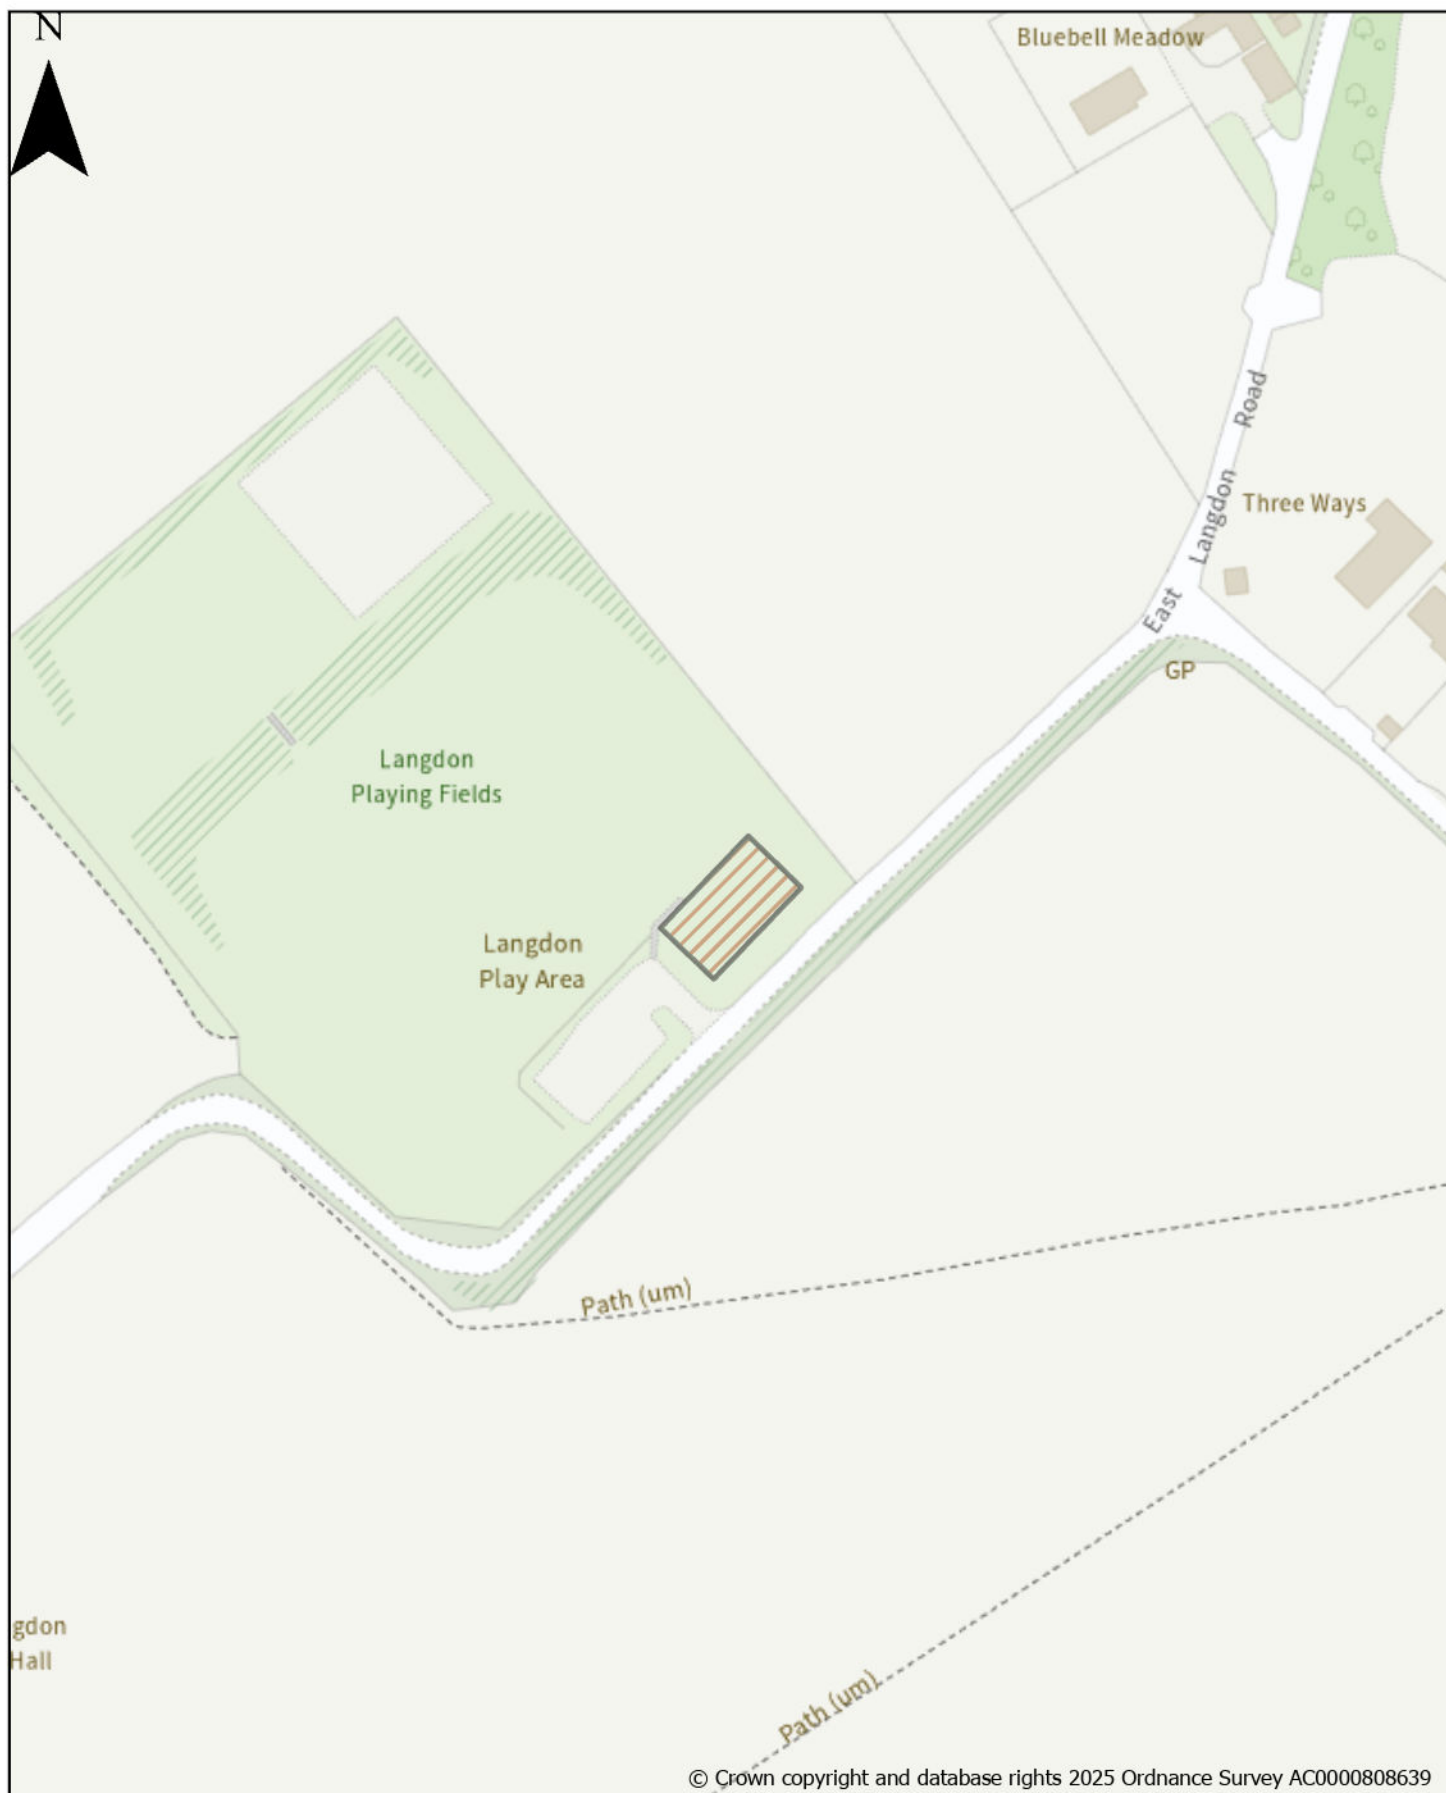 N
Bluebell Meadow
East Langdon Road
Three Ways
GP
Langdon
Playing Fields
Langdon
Play Area
Path (um)
gdon
Hall
Path (um)
© Crown copyright and database rights 2025 Ordnance Survey AC0000808639